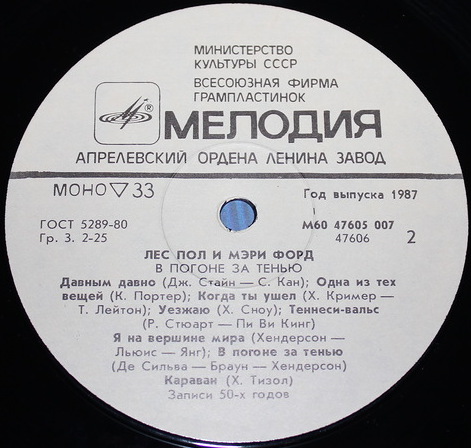 МИНИСТЕРСТВО
КУЛЬТУРЫ СССР
ВСЕСОЮЗНАЯ ФИРМА
ГРАМПЛАСТИНОК
® МЕЛОДИЯ
АПРЕЛЕВСКИЙ ОРДЕНА ЛЕНИНА ЗАВОД
МОНО ▽ 33
Год выпуска 1987
ГОСТ 5289-80
М60 47605 007
Гр. 3. 2-25
47606 2
ЛЕС ПОЛ И МЭРИ ФОРД
В ПОГОНЕ ЗА ТЕНЬЮ
Давным давно (Дж. Стайн — С. Кан); Одна из тех
вещей (К. Портер); Когда ты ушел (Х. Кример —
Т. Лейтон); Уезжаю (Х. Сноу); Теннеси-вальс
(Р. Стюарт — Пи Ви Кинг)
Я на вершине мира (Хендерсон —
Льюис — Янг); В погоне за тенью
(Де Сильва — Браун — Хендерсон)
Караван (Х. Тизол)
Записи 50-х годов